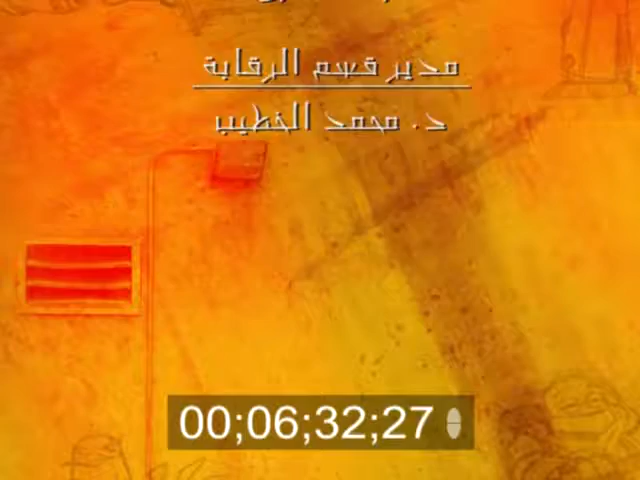 مدير قسم الرقابة
د. محمد الخطيب
00;06;32;27